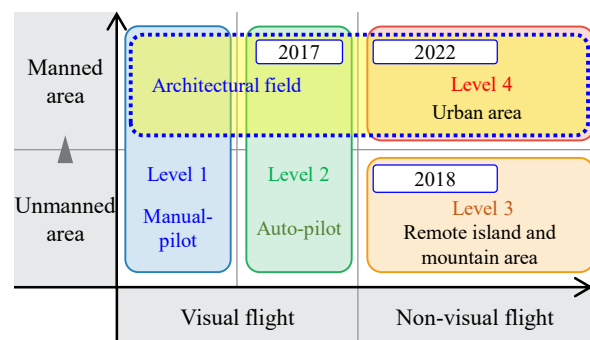 Manned
area
2017
2022
Architectural field
Level 4
Urban area
Unmanned
area
Level 1
Manual-
pilot
Level 2
Auto-pilot
2018
Level 3
Remote island and
mountain area
Visual flight
Non-visual flight